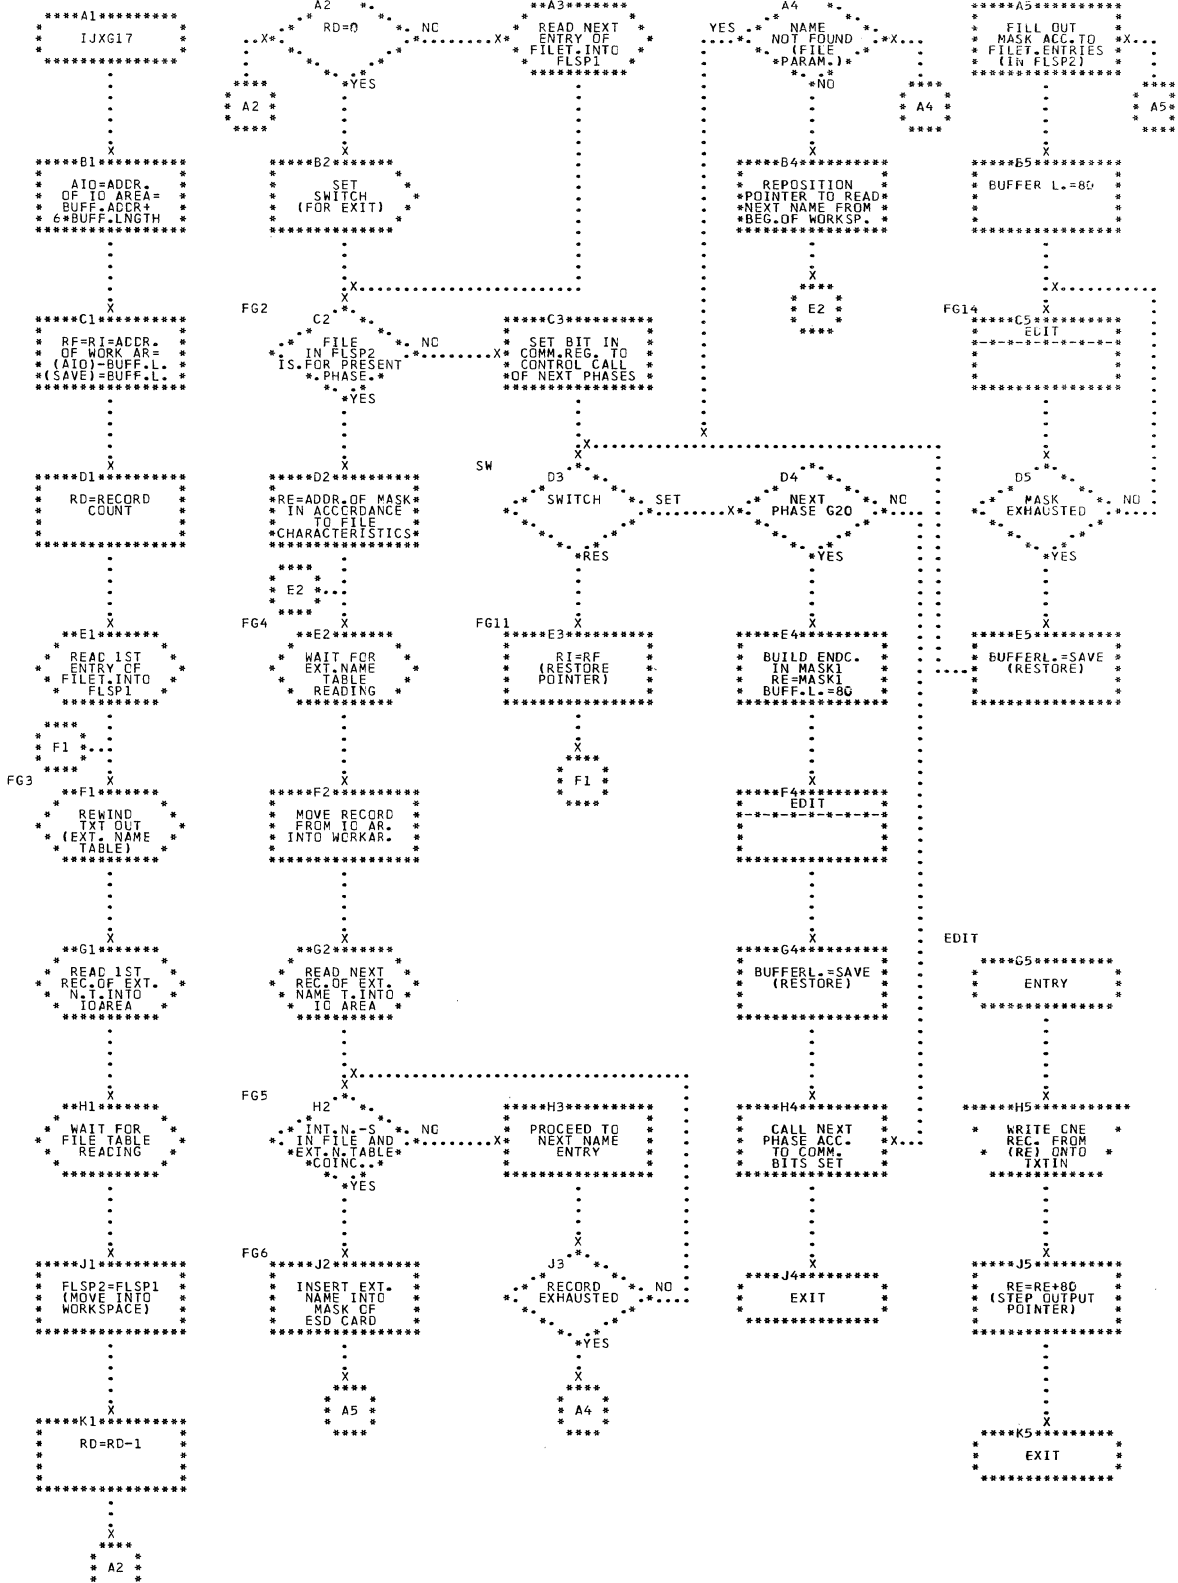 A1
IJXG17
B1
AIO=ADDR.
OF IO AREA=
BUFF.ADDR+
6*BUFF.LNGTH
C1
RF=RI=ADDR.
OF WORK AR=
(AIO)-BUFF.L.
(SAVE)=BUFF.L.
D1
RD=RECORD
COUNT
E1
READ 1ST
ENTRY OF
FILET.INTO
FLSP1
F1
FG3
F1
REWIND
TXT OUT
(EXT. NAME
TABLE)
G1
READ 1ST
REC.OF EXT.
N.T.INTO
IOAREA
H1
WAIT FOR
FILE TABLE
READING
J1
FLSP2=FLSP1
(MOVE INTO
WORKSPACE)
K1
RD=RD-1
A2
A2
RD=0
NO
YES
A2
B2
SET
SWITCH
(FOR EXIT)
FG2
C2
FILE
IN FLSP2
IS.FOR PRESENT
PHASE.
NO
YES
D2
RE=ADDR.OF MASK
IN ACCORDANCE
TO FILE
CHARACTERISTICS
E2
FG4
E2
WAIT FOR
EXT.NAME
TABLE
READING
F2
MOVE RECORD
FROM IO AR.
INTO WORKAR.
G2
READ NEXT
REC.OF EXT.
NAME T.INTO
IO AREA
FG5
H2
INT.N.-S
IN FILE AND
EXT.N.TABLE
COINC..
NO
YES
FG6
J2
INSERT EXT.
NAME INTO
MASK OF
ESD CARD
A5
A3
READ NEXT
ENTRY OF
FILET.INTO
FLSP1
C3
SET BIT IN
COMM.REG. TO
CONTROL CALL
OF NEXT PHASES
SW
D3
SWITCH
SET
RES
FG11
E3
RI=RF
(RESTORE
POINTER)
F1
H3
PROCEED TO
NEXT NAME
ENTRY
J3
RECORD
EXHAUSTED
NO
YES
A4
A4
YES
NAME
NOT FOUND
(FILE
PARAM.)
NO
A4
B4
REPOSITION
POINTER TO READ
NEXT NAME FROM
BEG.OF WORKSP.
E2
D4
NEXT
PHASE G20
NO
YES
E4
BUILD ENDC.
IN MASK1
RE=MASK1
BUFF.L.=80
F4
EDIT
G4
BUFFERL.=SAVE
(RESTORE)
H4
CALL NEXT
PHASE ACC.
TO COMM.
BITS SET
J4
EXIT
A5
FILL OUT
MASK ACC.TO
FILET.ENTRIES
(IN FLSP2)
A5
B5
BUFFER L.=80
FG14
C5
EDIT
D5
MASK
EXHAUSTED
NO
YES
E5
BUFFERL.=SAVE
(RESTORE)
EDIT
G5
ENTRY
H5
WRITE ONE
REC. FROM
(RE) ONTO
TXTIN
J5
RE=RE+80
(STEP OUTPUT
POINTER)
K5
EXIT